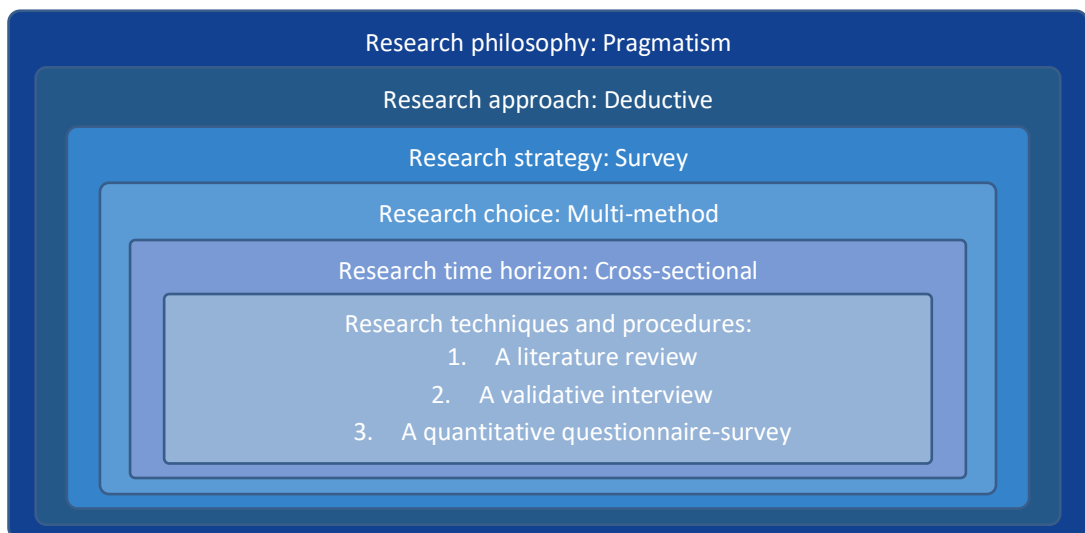 Research philosophy: Pragmatism
Research approach: Deductive
Research strategy: Survey
Research choice: Multi-method
Research time horizon: Cross-sectional
Research techniques and procedures:
1. A literature review
2. A validative interview
3. A quantitative questionnaire-survey